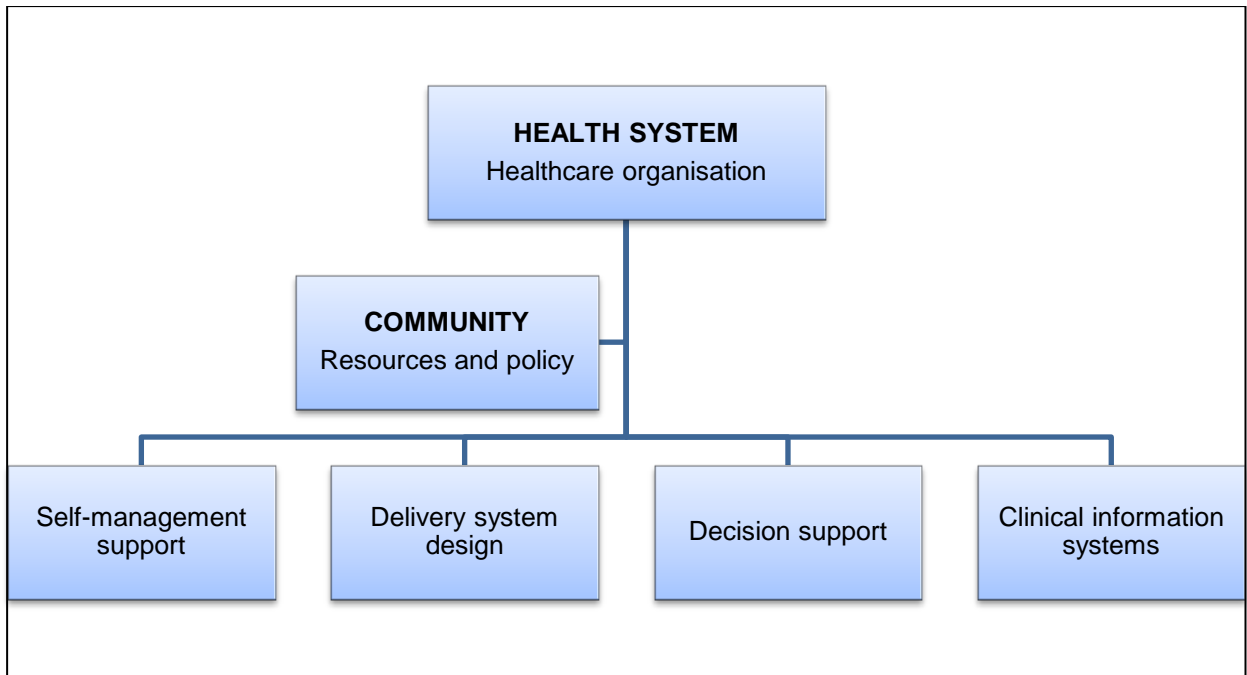 HEALTH SYSTEM
Healthcare organisation
COMMUNITY
Resources and policy
Self-management
support
Delivery system
design
Decision support
Clinical information
systems